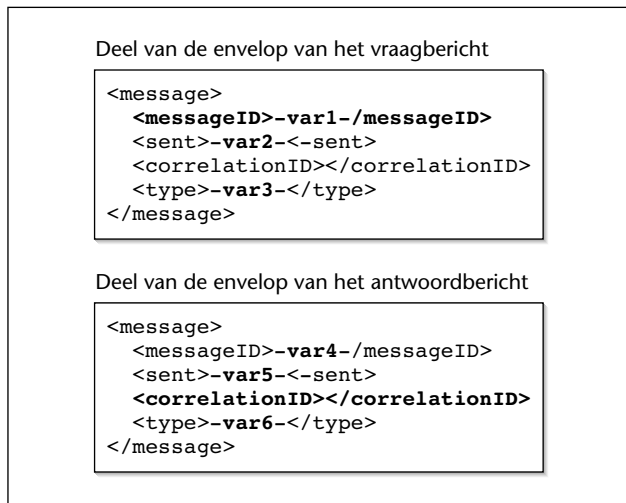 Deel van de envelop van het vraagbericht
<message>
<messageID>-var1-/messageID>
<sent>-var2-<-sent>
<correlationID></correlationID>
<type>-var3-</type>
</message>
Deel van de envelop van het antwoordbericht
<message>
<messageID>-var4-/messageID>
<sent>-var5-<-sent>
<correlationID></correlationID>
<type>-var6-</type>
</message>